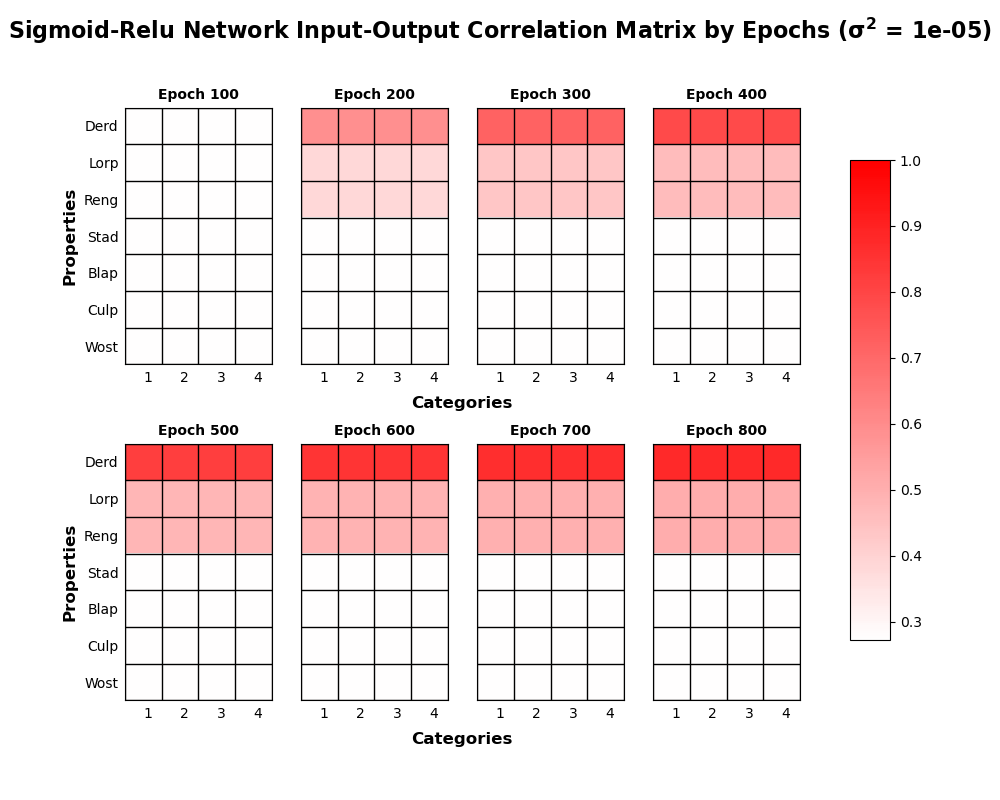 Sigmoid-Relu Network Input-Output Correlation Matrix by Epochs (σ² = 1e-05)
Epoch 100 Epoch 200 Epoch 300 Epoch 400
Properties
Derd
Lorp
Reng
Stad
Blap
Culp
Wost
1 2 3 4 1 2 3 4 1 2 3 4 1 2 3 4
Categories
Epoch 500 Epoch 600 Epoch 700 Epoch 800
Properties
Derd
Lorp
Reng
Stad
Blap
Culp
Wost
1 2 3 4 1 2 3 4 1 2 3 4 1 2 3 4
Categories
1.0
0.9
0.8
0.7
0.6
0.5
0.4
0.3